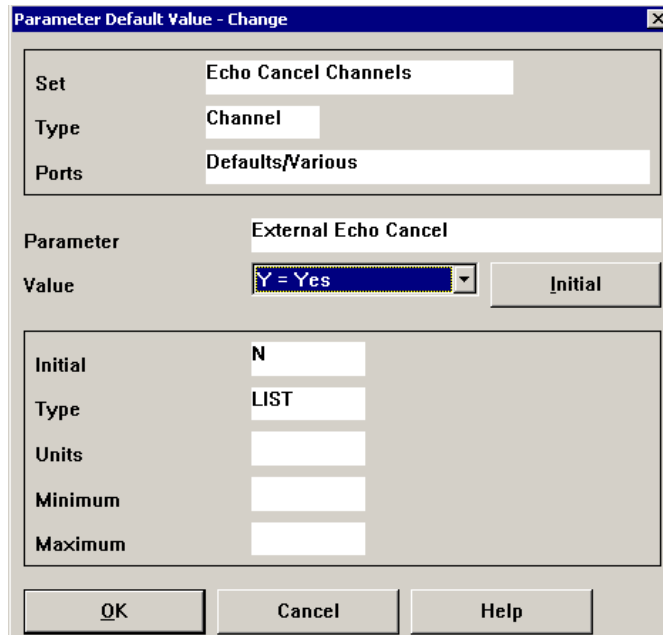 Parameter Default Value - Change
Set Echo Cancel Channels
Type Channel
Ports Defaults/Various
Parameter External Echo Cancel
Value Y = Yes Initial
Initial N
Type LIST
Units
Minimum
Maximum
OK Cancel Help